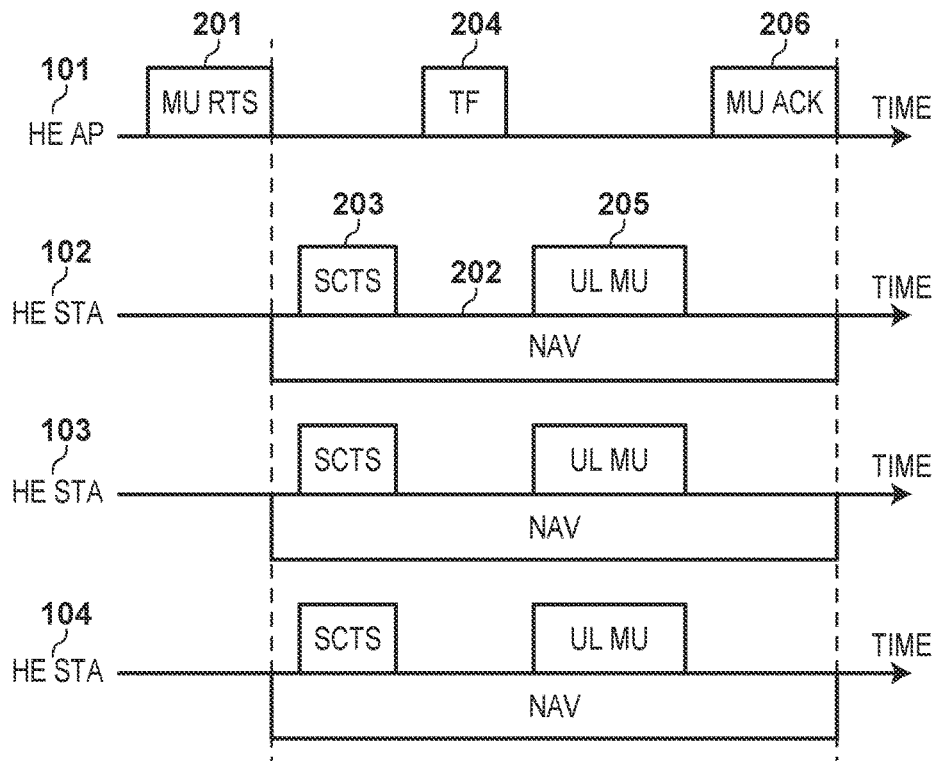 201
204
206
101
HE AP
MU RTS
TF
MU ACK
TIME
203
205
102
HE STA
SCTS
202
UL MU
TIME
NAV
103
HE STA
SCTS
UL MU
TIME
NAV
104
HE STA
SCTS
UL MU
TIME
NAV